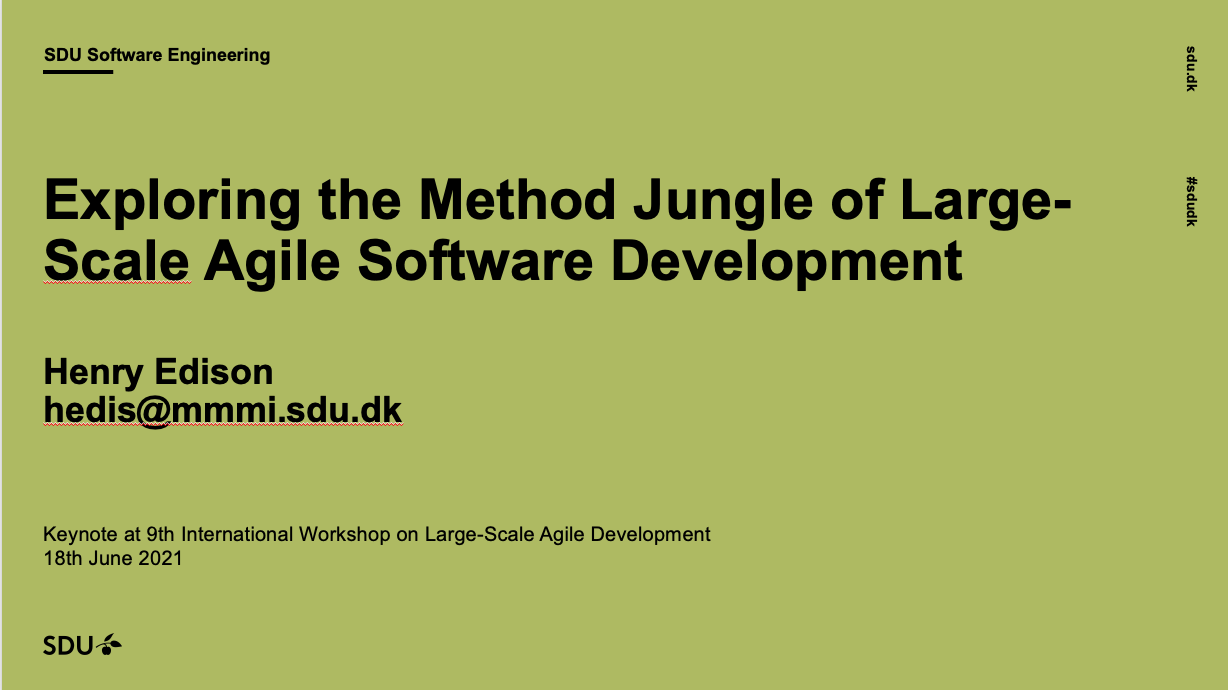 SDU Software Engineering
sdu.dk
#sdudk
Exploring the Method Jungle of Large-
Scale Agile Software Development
Henry Edison
hedis@mmmi.sdu.dk
Keynote at 9th International Workshop on Large-Scale Agile Development
18th June 2021
SDU